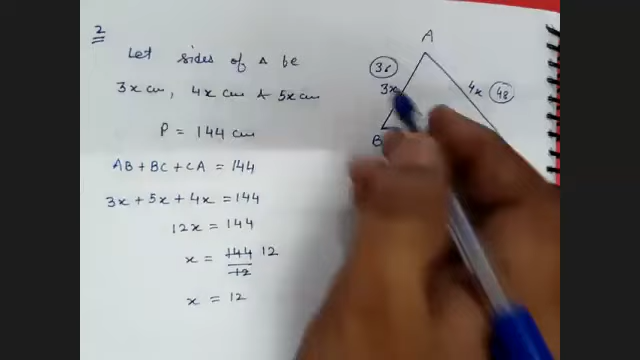 2
Let sides of Δ be
3x cm, 4x cm & 5x cm
P = 144 cm
AB + BC + CA = 144
3x + 5x + 4x = 144
12x = 144
x = 144 12
12
x = 12
A
36
3x
4x 48
B